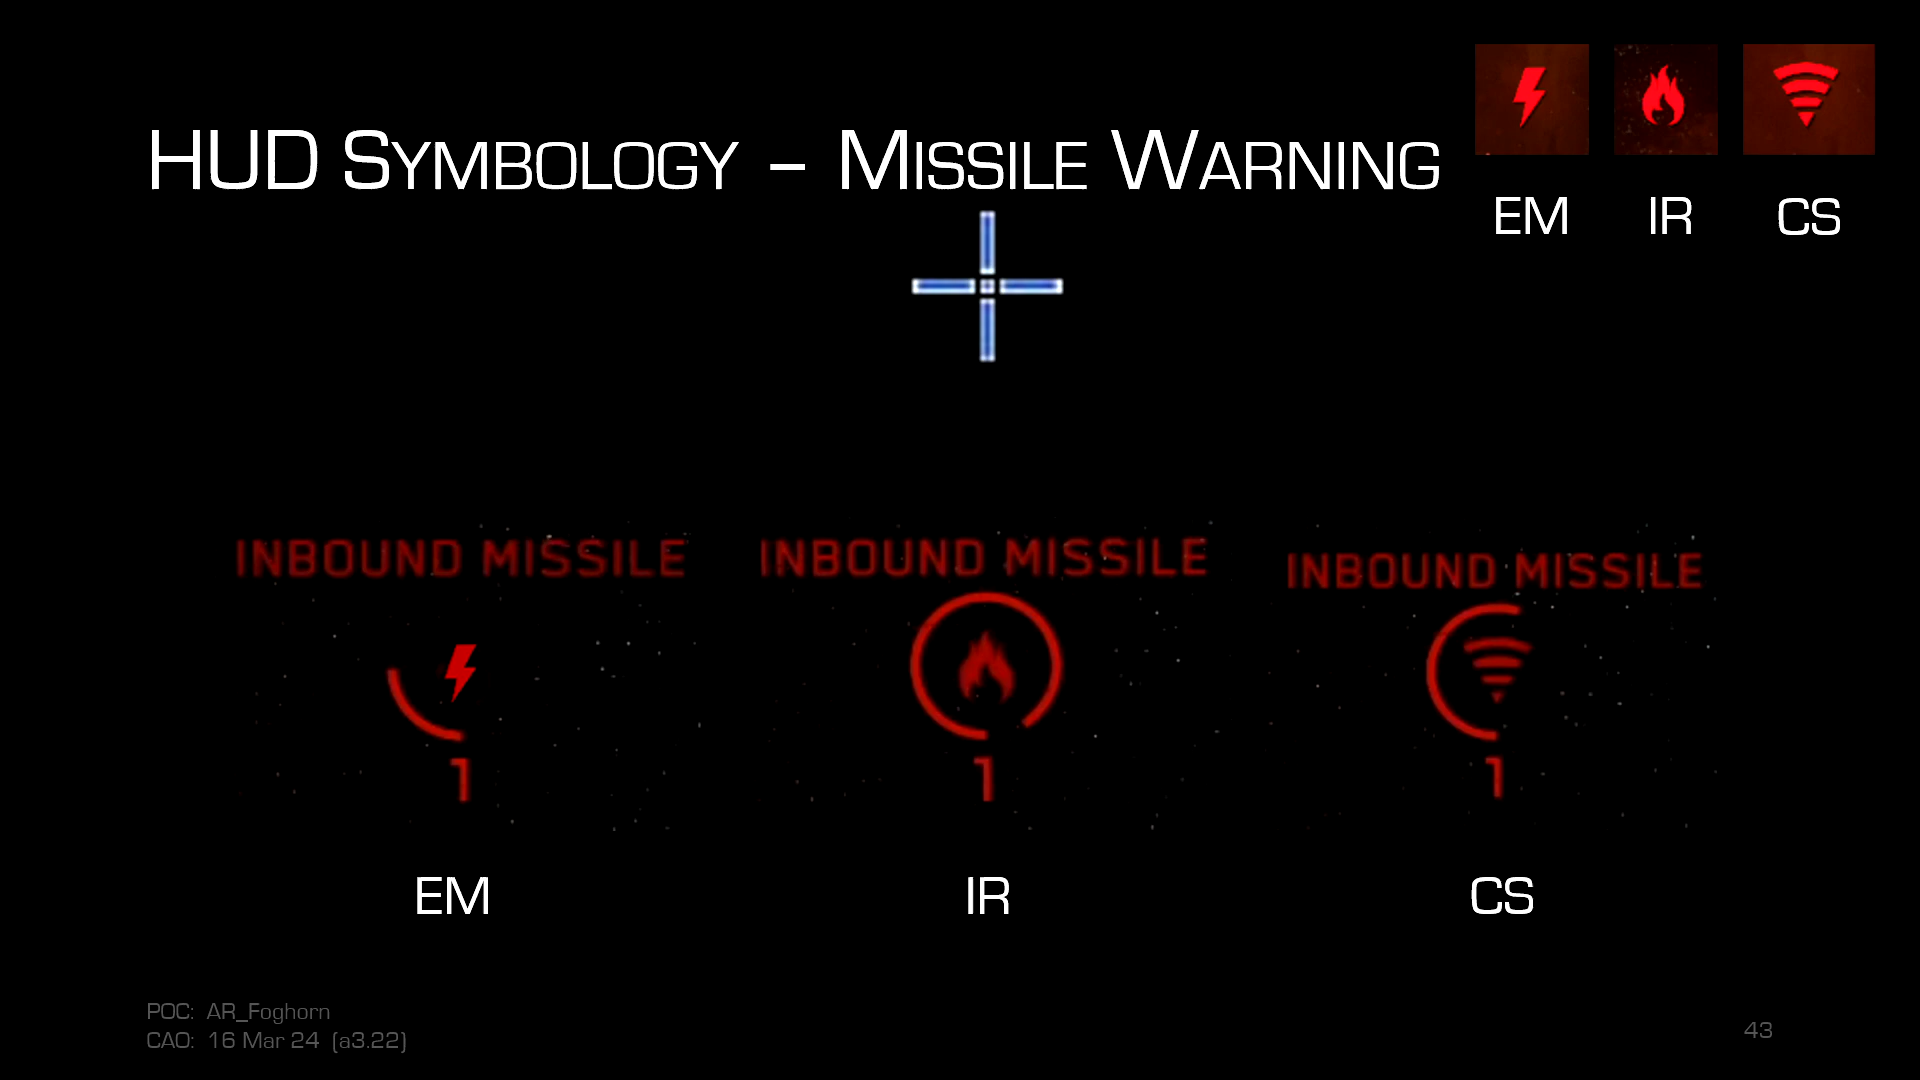 HUD Symbology – Missile Warning
EM IR CS
INBOUND MISSILE INBOUND MISSILE INBOUND MISSILE
1 1 1
EM IR CS
POC: AR_Foghorn
CAO: 16 Mar 24 (a3.22)
43